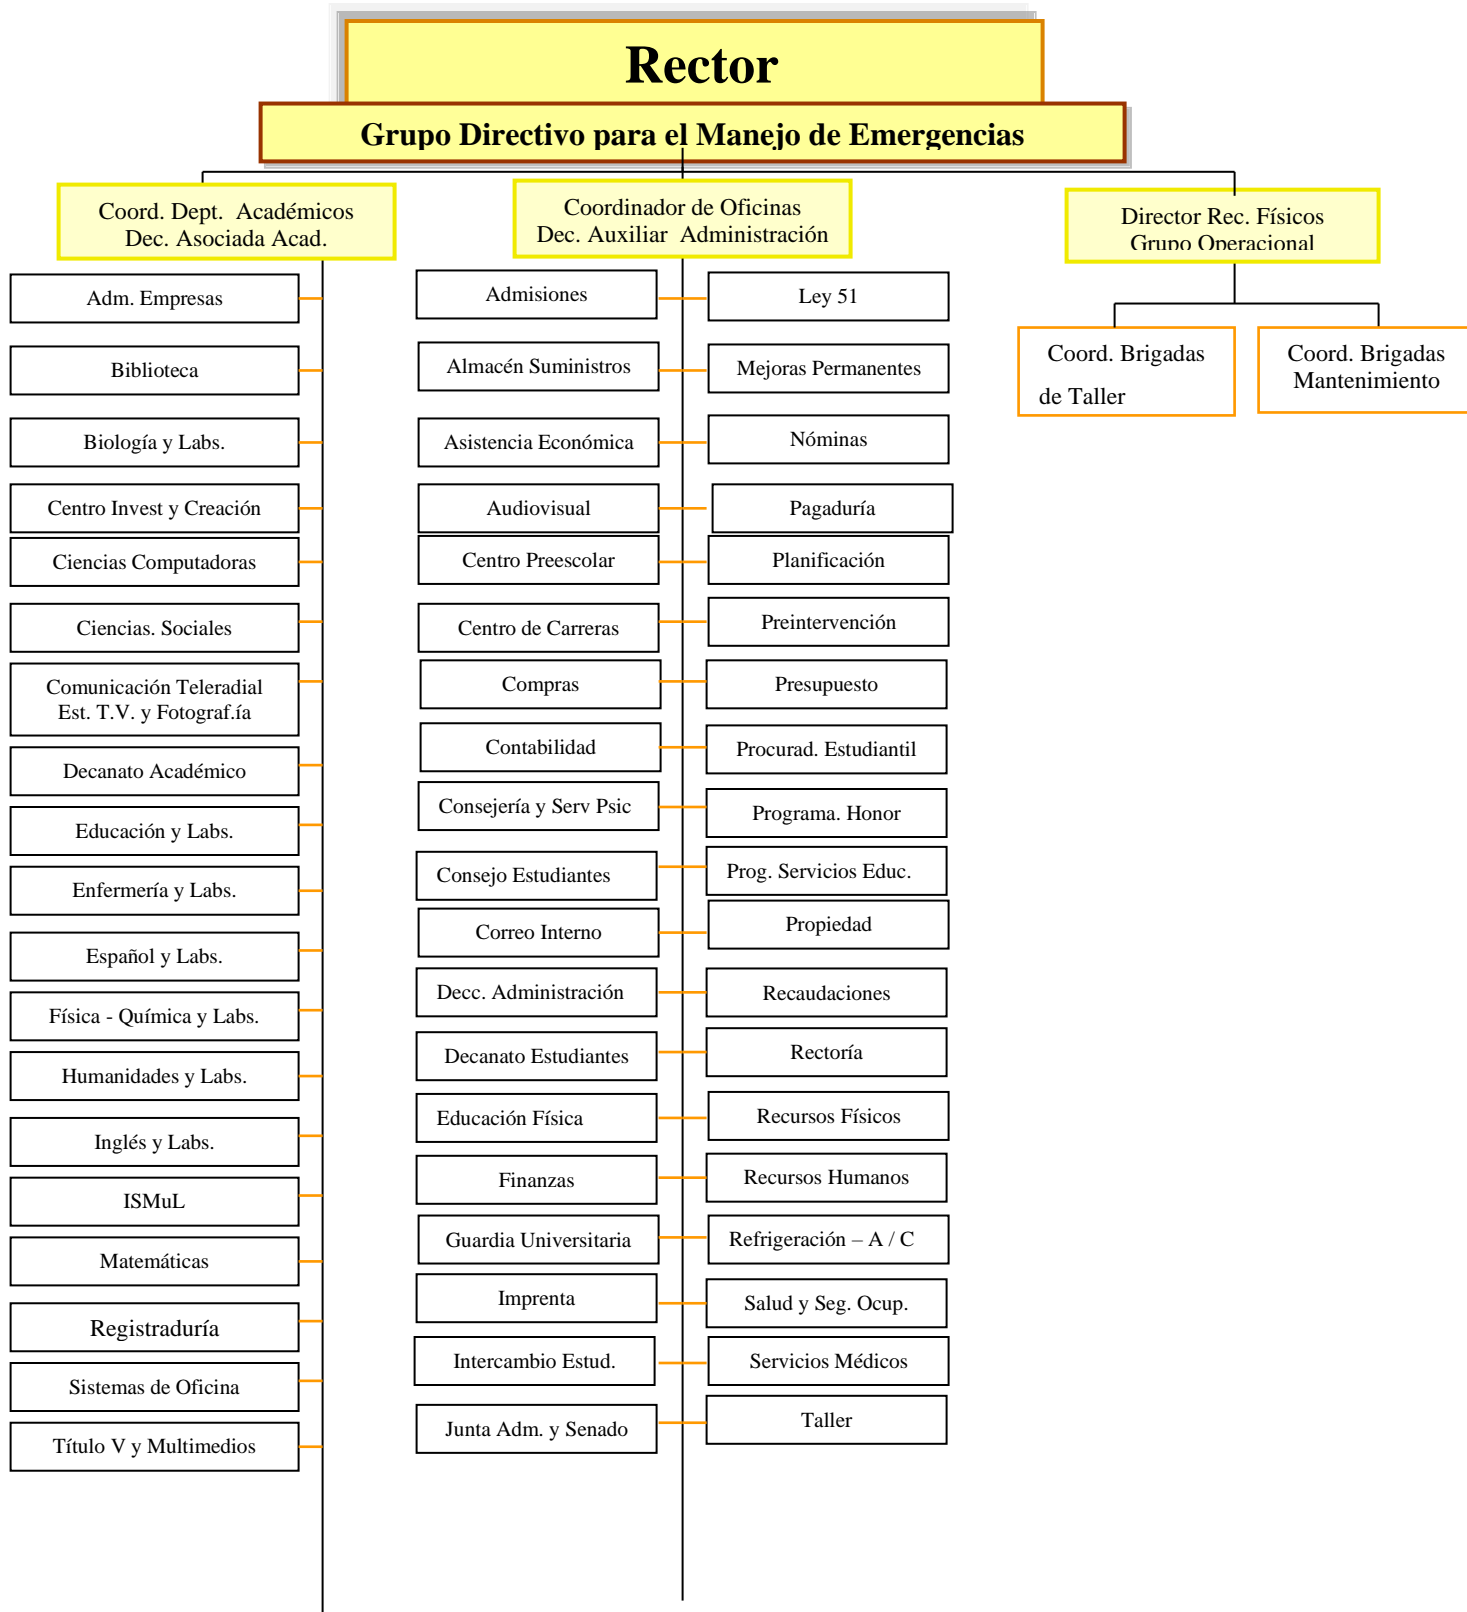 Rector
Grupo Directivo para el Manejo de Emergencias
Coord. Dept. Académicos
Dec. Asociada Acad.
Adm. Empresas
Biblioteca
Biología y Labs.
Centro Invest y Creación
Ciencias Computadoras
Ciencias. Sociales
Comunicación Teleradial
Est. T.V. y Fotograf.ía
Decanato Académico
Educación y Labs.
Enfermería y Labs.
Español y Labs.
Física - Química y Labs.
Humanidades y Labs.
Inglés y Labs.
ISMuL
Matemáticas
Registraduría
Sistemas de Oficina
Título V y Multimedios
Coordinador de Oficinas
Dec. Auxiliar Administración
Admisiones
Almacén Suministros
Asistencia Económica
Audiovisual
Centro Preescolar
Centro de Carreras
Compras
Contabilidad
Consejería y Serv Psic
Consejo Estudiantes
Correo Interno
Decc. Administración
Decanato Estudiantes
Educación Física
Finanzas
Guardia Universitaria
Imprenta
Intercambio Estud.
Junta Adm. y Senado
Ley 51
Mejoras Permanentes
Nóminas
Pagaduría
Planificación
Preintervención
Presupuesto
Procurad. Estudiantil
Programa. Honor
Prog. Servicios Educ.
Propiedad
Recaudaciones
Rectoría
Recursos Físicos
Recursos Humanos
Refrigeración – A / C
Salud y Seg. Ocup.
Servicios Médicos
Taller
Director Rec. Físicos
Grupo Operacional
Coord. Brigadas
de Taller
Coord. Brigadas
Mantenimiento